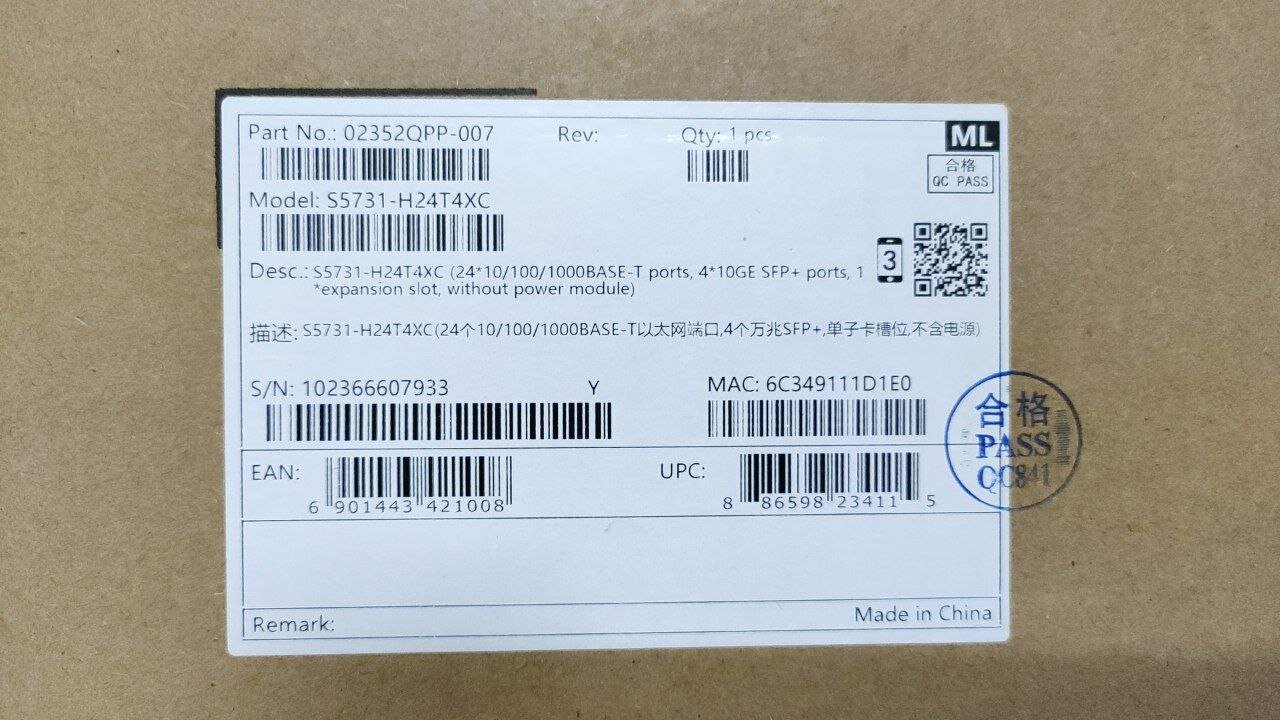 Part No.: 02352QPP-007 Rev: Qty: 1 pcs ML
合格
QC PASS
Model: S5731-H24T4XC
3
Desc.: S5731-H24T4XC (24*10/100/1000BASE-T ports, 4*10GE SFP+ ports, 1
*expansion slot, without power module)
描述: S5731-H24T4XC(24个10/100/1000BASE-T以太网端口,4个万兆SFP+,单子卡槽位,不含电源)
S/N: 102366607933 Y MAC: 6C349111D1E0
合格
PASS
QC841
EAN: UPC:
6 901443 421008 8 86598 23411 5
Made in China
Remark: